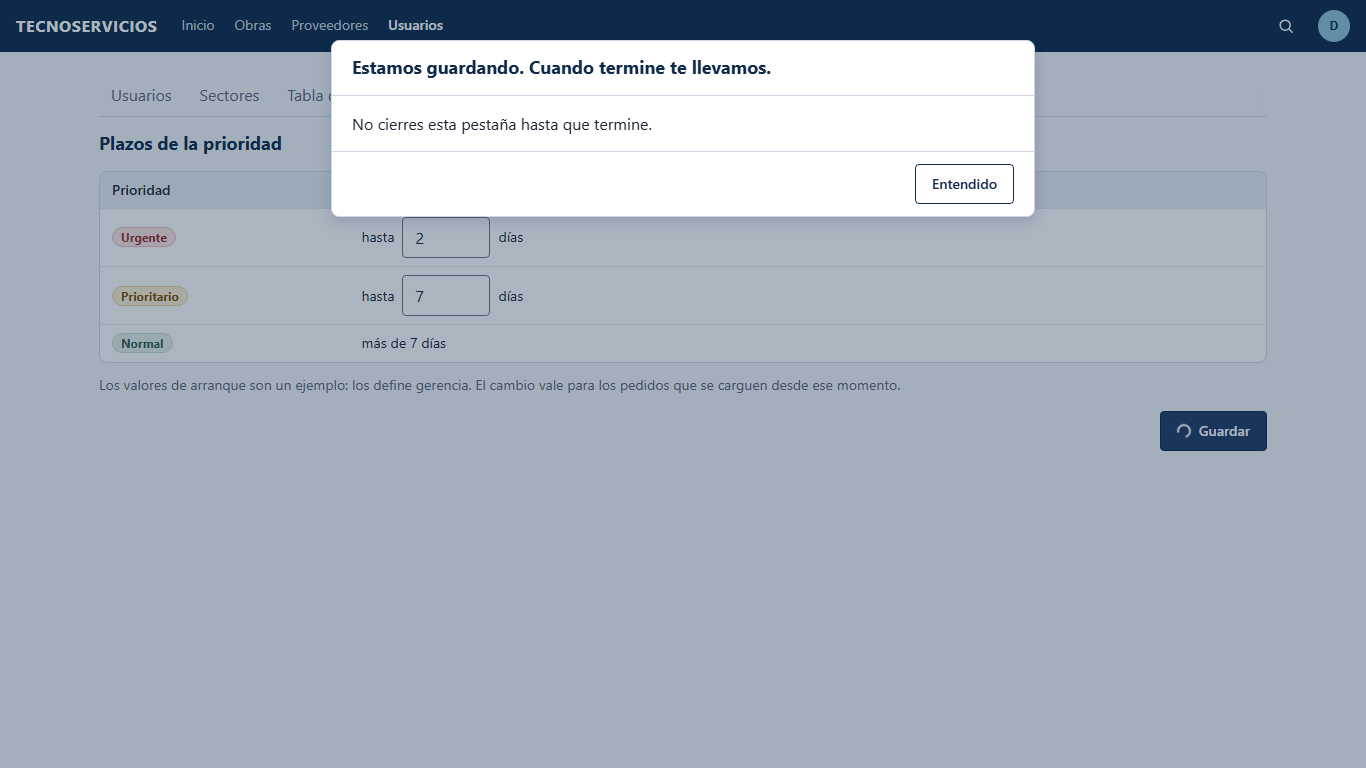 TECNOSERVICIOS Inicio Obras Proveedores Usuarios D
Estamos guardando. Cuando termine te llevamos.
No cierres esta pestaña hasta que termine.
Entendido
Usuarios Sectores Tabla
Plazos de la prioridad
Prioridad
Urgente hasta 2 días
Prioritario hasta 7 días
Normal más de 7 días
Los valores de arranque son un ejemplo: los define gerencia. El cambio vale para los pedidos que se carguen desde ese momento.
Guardar